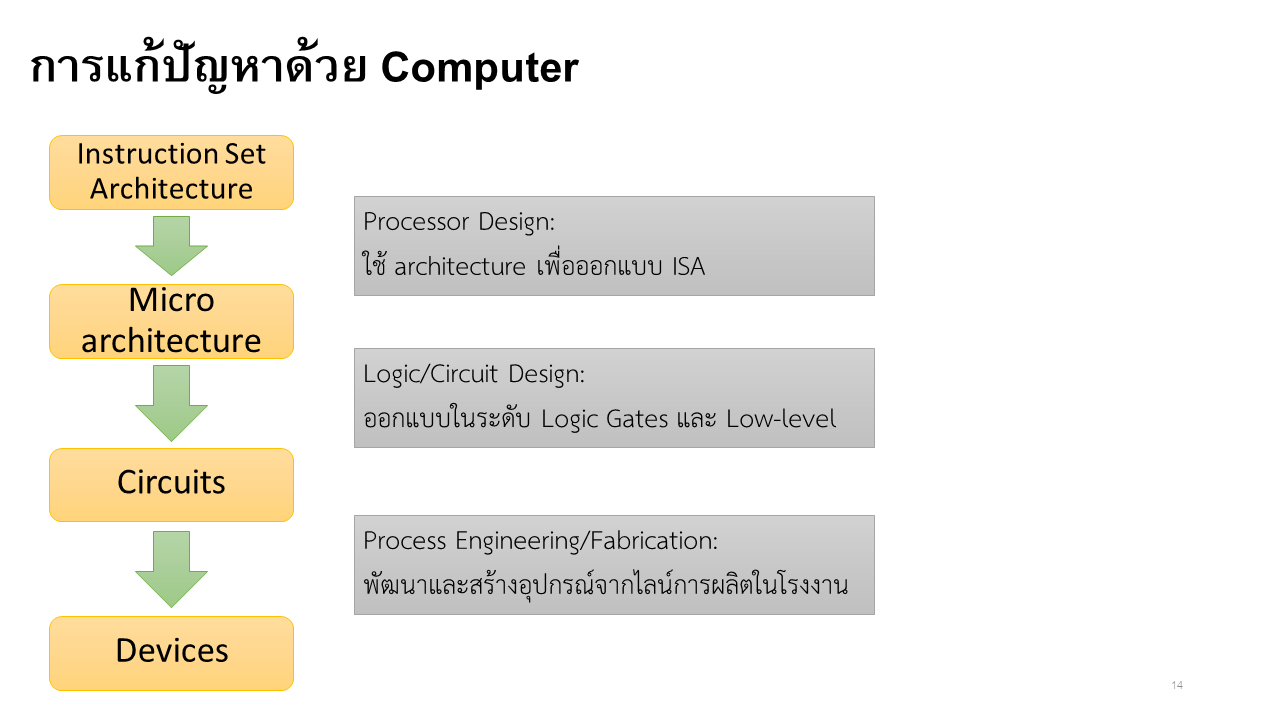 การแก้ปัญหาด้วย Computer
Instruction Set
Architecture
Processor Design:
ใช้ architecture เพื่อออกแบบ ISA
Micro
architecture
Logic/Circuit Design:
ออกแบบในระดับ Logic Gates และ Low-level
Circuits
Process Engineering/Fabrication:
พัฒนาและสร้างอุปกรณ์จากไลน์การผลิตในโรงงาน
Devices
14